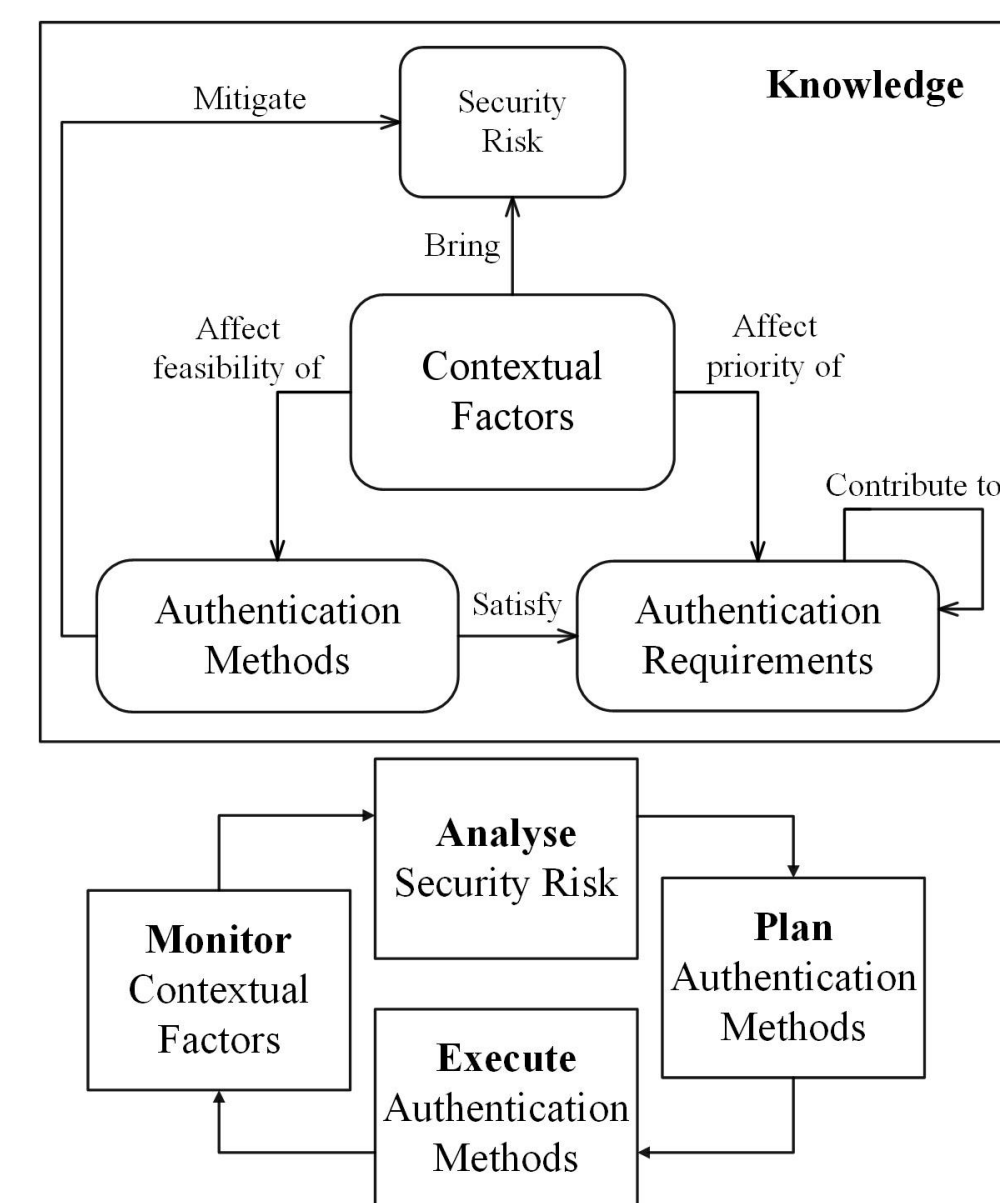 Knowledge
Mitigate
Security
Risk
Bring
Affect
feasibility of
Contextual
Factors
Affect
priority of
Contribute to
Authentication
Methods
Satisfy
Authentication
Requirements
Analyse
Security Risk
Monitor
Contextual
Factors
Plan
Authentication
Methods
Execute
Authentication
Methods